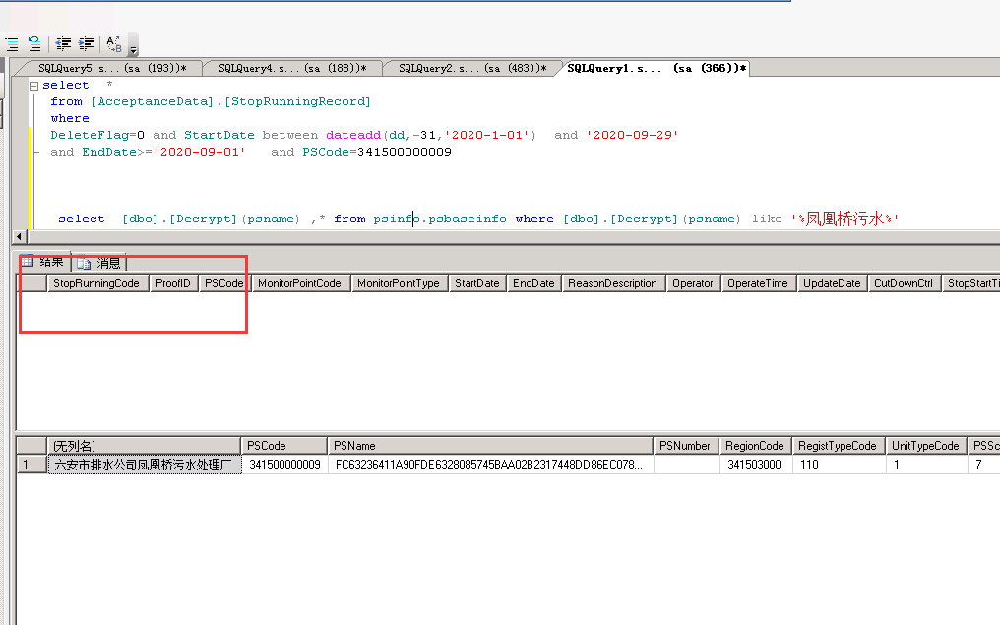 SQLQuery5.s... (sa (193))* SQLQuery4.s... (sa (188))* SQLQuery2.s... (sa (483))* SQLQuery1.s... (sa (366))*
select *
from [AcceptanceData].[StopRunningRecord]
where
DeleteFlag=0 and StartDate between dateadd(dd,-31,'2020-1-01') and '2020-09-29'
and EndDate>='2020-09-01' and PSCode=341500000009
select [dbo].[Decrypt](psname) ,* from psinfo.psbaseinfo where [dbo].[Decrypt](psname) like '%凤凰桥污水%'
结果 消息
StopRunningCode ProofID PSCode MonitorPointCode MonitorPointType StartDate EndDate ReasonDescription Operator OperateTime UpdateDate CutDownCtrl StopStartTi
(无列名) PSCode PSName PSNumber RegionCode RegistTypeCode UnitTypeCode PSSc
1 六安市排水公司凤凰桥污水处理厂 341500000009 FC63236411A90FDE6328085745BAA02B2317448DD86EC078... 341503000 110 1 7